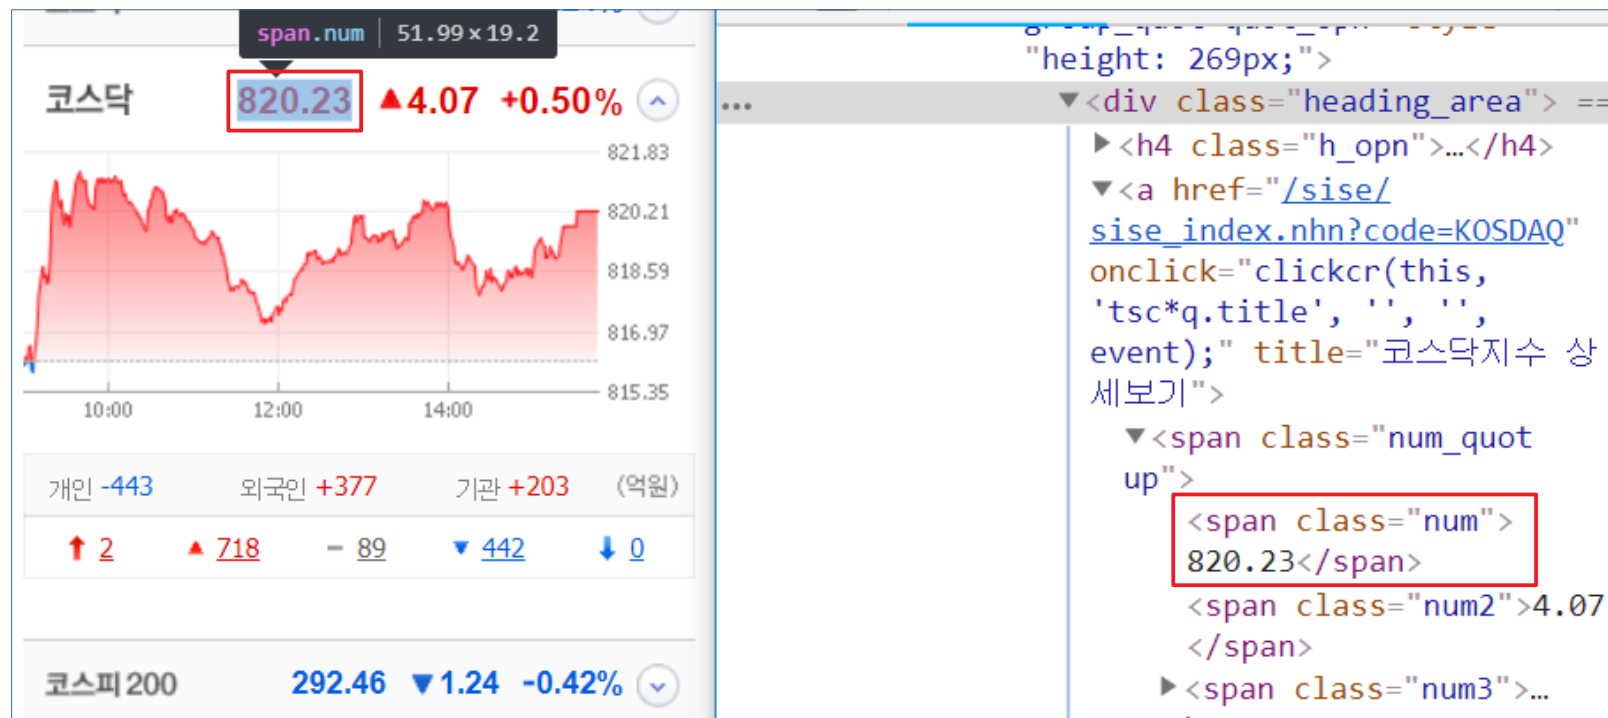 span.num 51.99×19.2
코스닥 820.23 ▲4.07 +0.50%
821.83
820.21
818.59
816.97
815.35
10:00 12:00 14:00
개인 -443 외국인 +377 기관 +203 (억원)
2 ▲ 718 - 89 ▼ 442 0
코스피 200 292.46 ▼1.24 -0.42%
"height: 269px;">
... ▼<div class="heading_area"> ==
▶<h4 class="h_opn">…</h4>
▼<a href="/sise/
sise_index.nhn?code=KOSDAQ"
onclick="clickcr(this,
'tsc*q.title', '', '',
event);" title="코스닥지수 상
세보기">
▼<span class="num_quot
up">
<span class="num">
820.23</span>
<span class="num2">4.07
</span>
▶<span class="num3">…